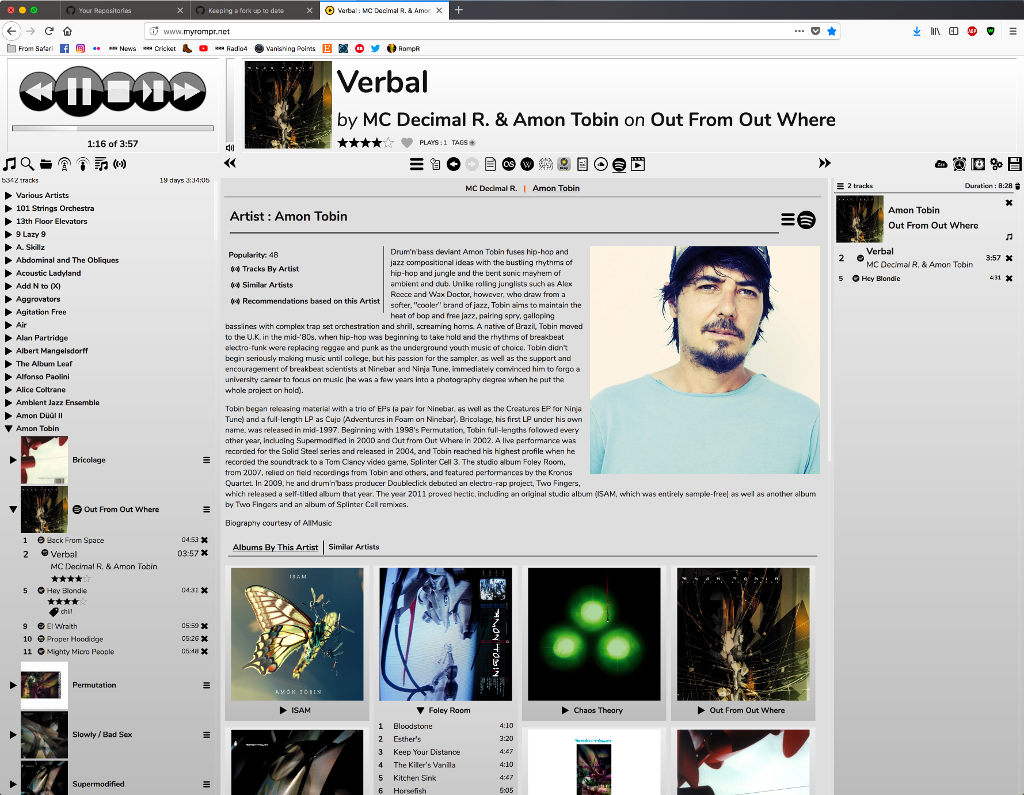 Your Repositories
Keeping a fork up to date
Verbal : MC Decimal R. & Amon
www.myrompr.net
From Safari
News
Cricket
Radio4
Vanishing Points
RompR
1:16 of 3:57
Verbal
by MC Decimal R. & Amon Tobin on Out From Out Where
PLAYS : 1
TAGS
5342 tracks
19 days 3:34:05
Various Artists
101 Strings Orchestra
13th Floor Elevators
9 Lazy 9
A. Skillz
Abdominal and The Obliques
Acoustic Ladyland
Add N to (X)
Aggrovators
Agitation Free
Air
Alan Partridge
Albert Mangelsdorff
The Album Leaf
Alfonso Paolini
Alice Coltrane
Ambient Jazz Ensemble
Amon Düül II
Amon Tobin
Bricolage
Out From Out Where
1 Back From Space 04:53
2 Verbal 03:57
MC Decimal R. & Amon Tobin
5 Hey Blondie 04:31
chill
9 El Wraith 05:59
10 Proper Hoodidge 05:26
11 Mighty Micro People 05:48
Permutation
Slowly / Bad Sex
Supermodified
MC Decimal R. | Amon Tobin
Artist : Amon Tobin
Popularity: 48
Tracks By Artist
Similar Artists
Recommendations based on this Artist
Drum'n'bass deviant Amon Tobin fuses hip-hop and
jazz compositional ideas with the bustling rhythms of
hip-hop and jungle and the bent sonic mayhem of
ambient and dub. Unlike rolling junglists such as Alex
Reece and Wax Doctor, however, who draw from a
softer, "cooler" brand of jazz, Tobin aims to maintain the
heat of bop and free jazz, pairing spry, galloping
basslines with complex trap set orchestration and shrill, screaming horns. A native of Brazil, Tobin moved
to the U.K. in the mid-'80s, when hip-hop was beginning to take hold and the rhythms of breakbeat
electro-funk were replacing reggae and punk as the underground youth music of choice. Tobin didn't
begin seriously making music until college, but his passion for the sampler, as well as the support and
encouragement of breakbeat scientists at Ninebar and Ninja Tune, immediately convinced him to forgo a
university career to focus on music (he was a few years into a photography degree when he put the
whole project on hold).
Tobin began releasing material with a trio of EPs (a pair for Ninebar, as well as the Creatures EP for Ninja
Tune) and a full-length LP as Cujo (Adventures in Foam on Ninebar). Bricolage, his first LP under his own
name, was released in mid-1997. Beginning with 1998's Permutation, Tobin full-lengths followed every
other year, including Supermodified in 2000 and Out from Out Where in 2002. A live performance was
recorded for the Solid Steel series and released in 2004, and Tobin reached his highest profile when he
recorded the soundtrack to a Tom Clancy video game, Splinter Cell 3. The studio album Foley Room,
from 2007, relied on field recordings from Tobin and others, and featured performances by the Kronos
Quartet. In 2009, he and drum'n'bass producer Doubleclick debuted an electro-rap project, Two Fingers,
which released a self-titled album that year. The year 2011 proved hectic, including an original studio album (ISAM, which was entirely sample-free) as well as another album
by Two Fingers and an album of Splinter Cell remixes.
Biography courtesy of AllMusic
Albums By This Artist | Similar Artists
ISAM
AMON TOBIN
AMON TOBIN
ISAM
Foley Room
Chaos Theory
Out From Out Where
1 Bloodstone 4:10
2 Esther's 3:20
3 Keep Your Distance 4:47
4 The Killer's Vanilla 4:10
5 Kitchen Sink 4:47
6 Horsefish 5:05
2 tracks
Duration : 8:28
Amon Tobin
Out From Out Where
2 Verbal 3:57
MC Decimal R. & Amon Tobin
5 Hey Blondie 4:31